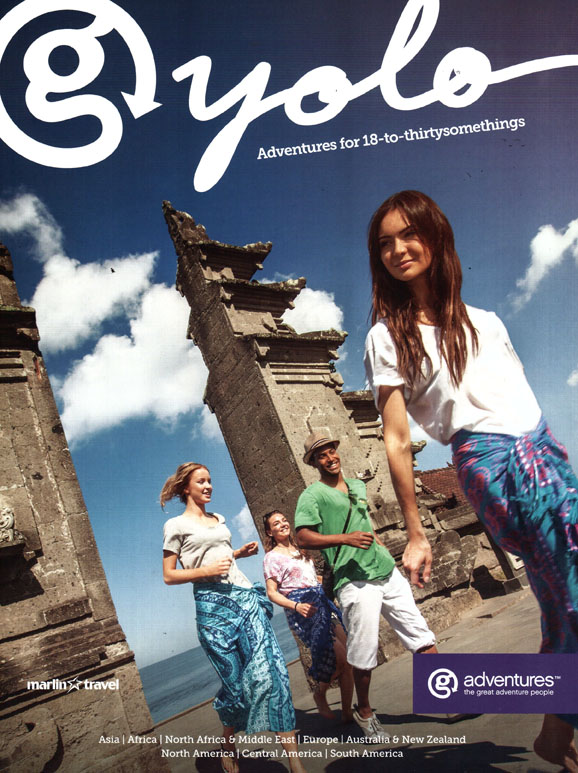 g yolo
Adventures for 18-to-thirtysomethings
marlin travel
g adventures™
the great adventure people
Asia | Africa | North Africa & Middle East | Europe | Australia & New Zealand
North America | Central America | South America